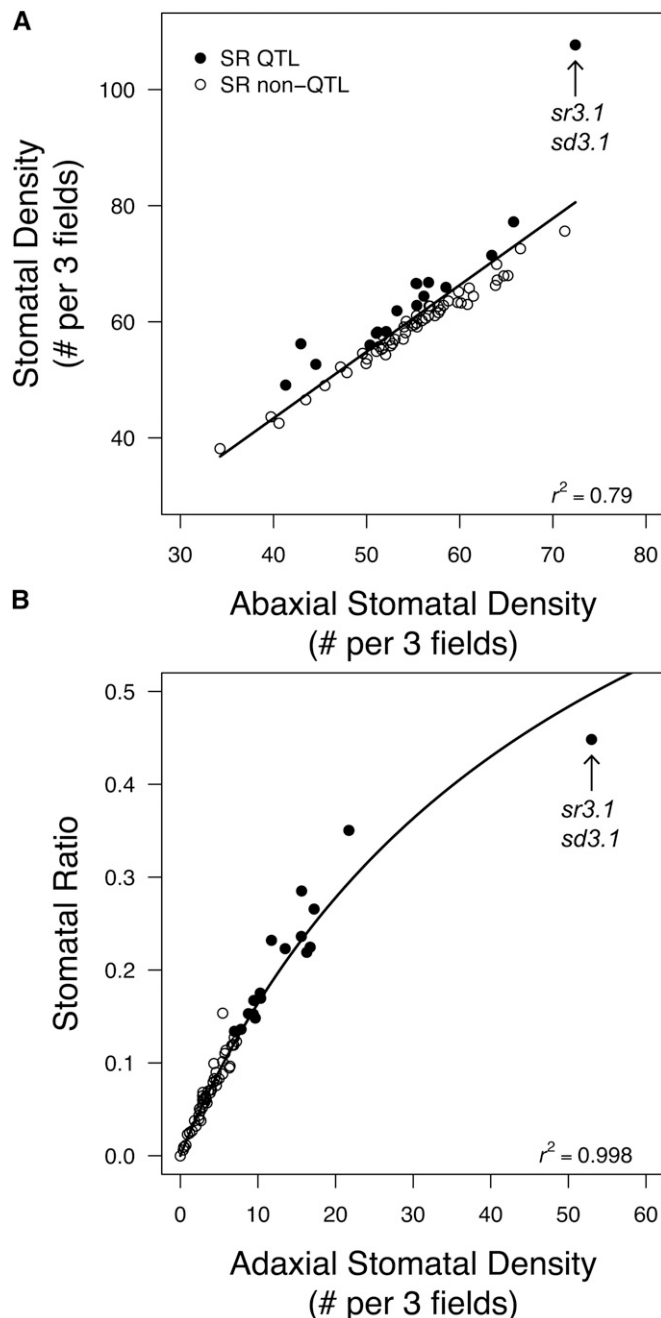 A
SR QTL
SR non-QTL
sr3.1
sd3.1
100
80
60
40
Stomatal Density
(# per 3 fields)
r² = 0.79
30 40 50 60 70 80
Abaxial Stomatal Density
(# per 3 fields)
B
0.5
0.4
0.3
0.2
0.1
0.0
Stomatal Ratio
sr3.1
sd3.1
r² = 0.998
0 10 20 30 40 50 60
Adaxial Stomatal Density
(# per 3 fields)